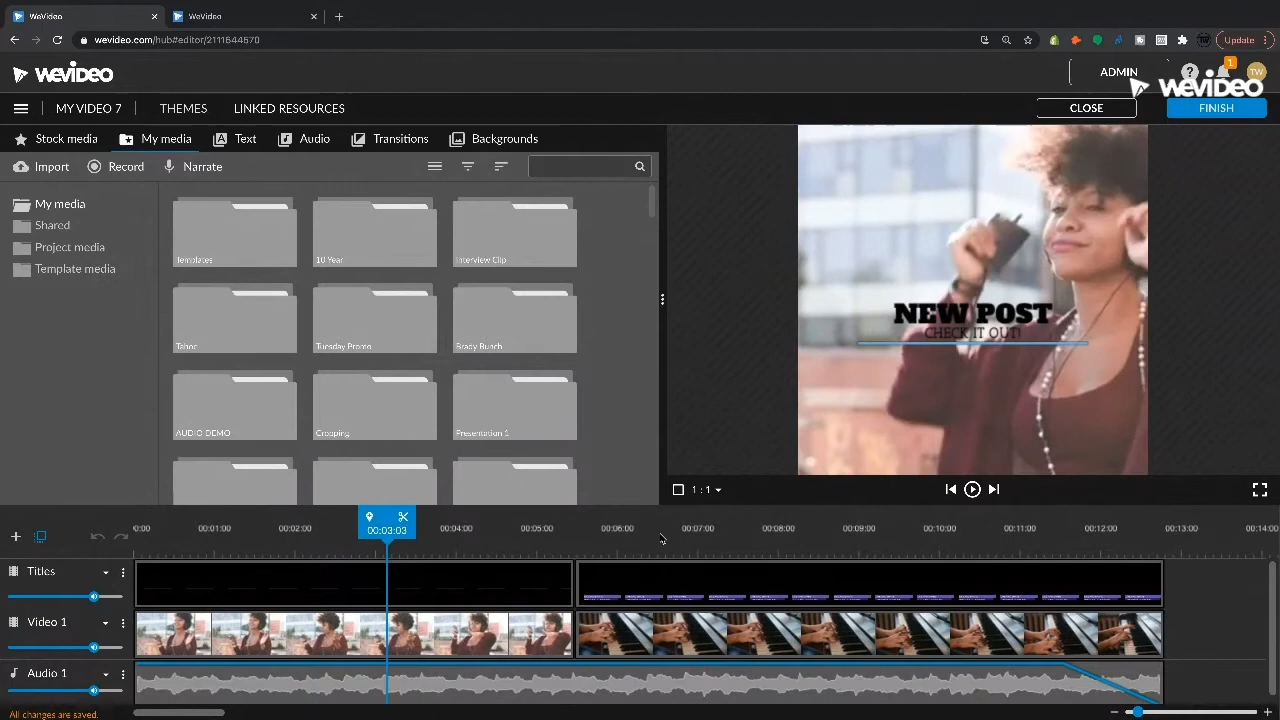 WeVideo
WeVideo
wevideo.com/hub#editor/2111644570
Update
WEVIDEO
ADMIN
?
1
TW
WEVIDEO
MY VIDEO 7
THEMES
LINKED RESOURCES
CLOSE
FINISH
Stock media
My media
Text
Audio
Transitions
Backgrounds
Import
Record
Narrate
My media
Shared
Project media
Template media
Templates
10 Year
Interview Clip
Tahoe
Tuesday Promo
Brady Bunch
AUDIO DEMO
Cropping
Presentation 1
NEW POST
CHECK IT OUT!
1 : 1
0:00
00:01:00
00:02:00
00:03:03
00:04:00
00:05:00
00:06:00
00:07:00
00:08:00
00:09:00
00:10:00
00:11:00
00:12:00
00:13:00
00:14:00
Titles
Video 1
Audio 1
All changes are saved.